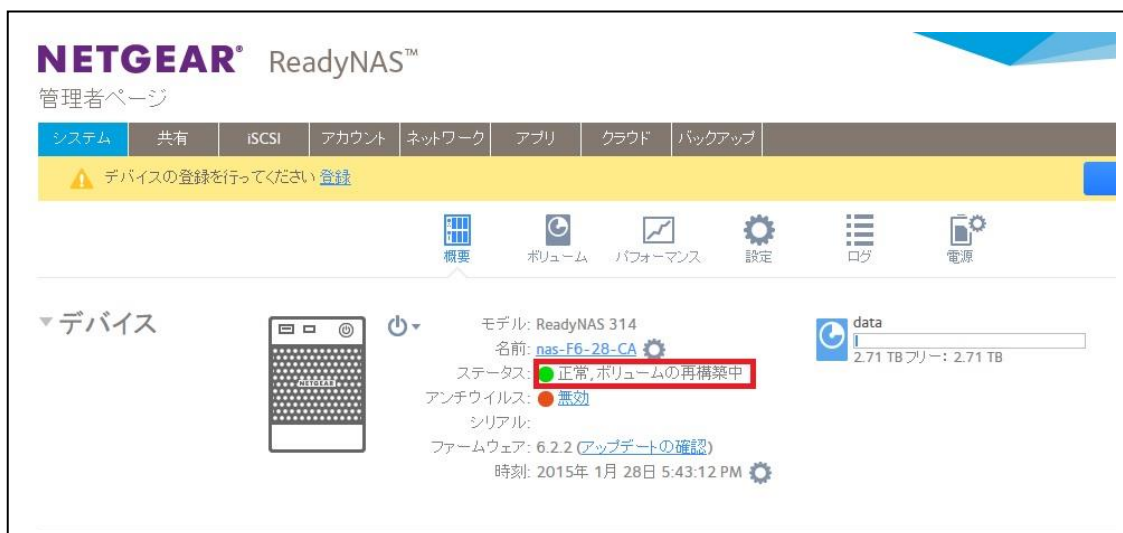 NETGEAR® ReadyNAS™
管理者ページ
システム 共有 iSCSI アカウント ネットワーク アプリ クラウド バックアップ
デバイスの登録を行ってください 登録
概要 ボリューム パフォーマンス 設定 ログ 電源
デバイス
NETGEAR
モデル: ReadyNAS 314
名前: nas-F6-28-CA
ステータス: 正常,ボリュームの再構築中
アンチウイルス: 無効
シリアル:
ファームウェア: 6.2.2 (アップデートの確認)
時刻: 2015年 1月 28日 5:43:12 PM
data
2.71 TB フリー: 2.71 TB